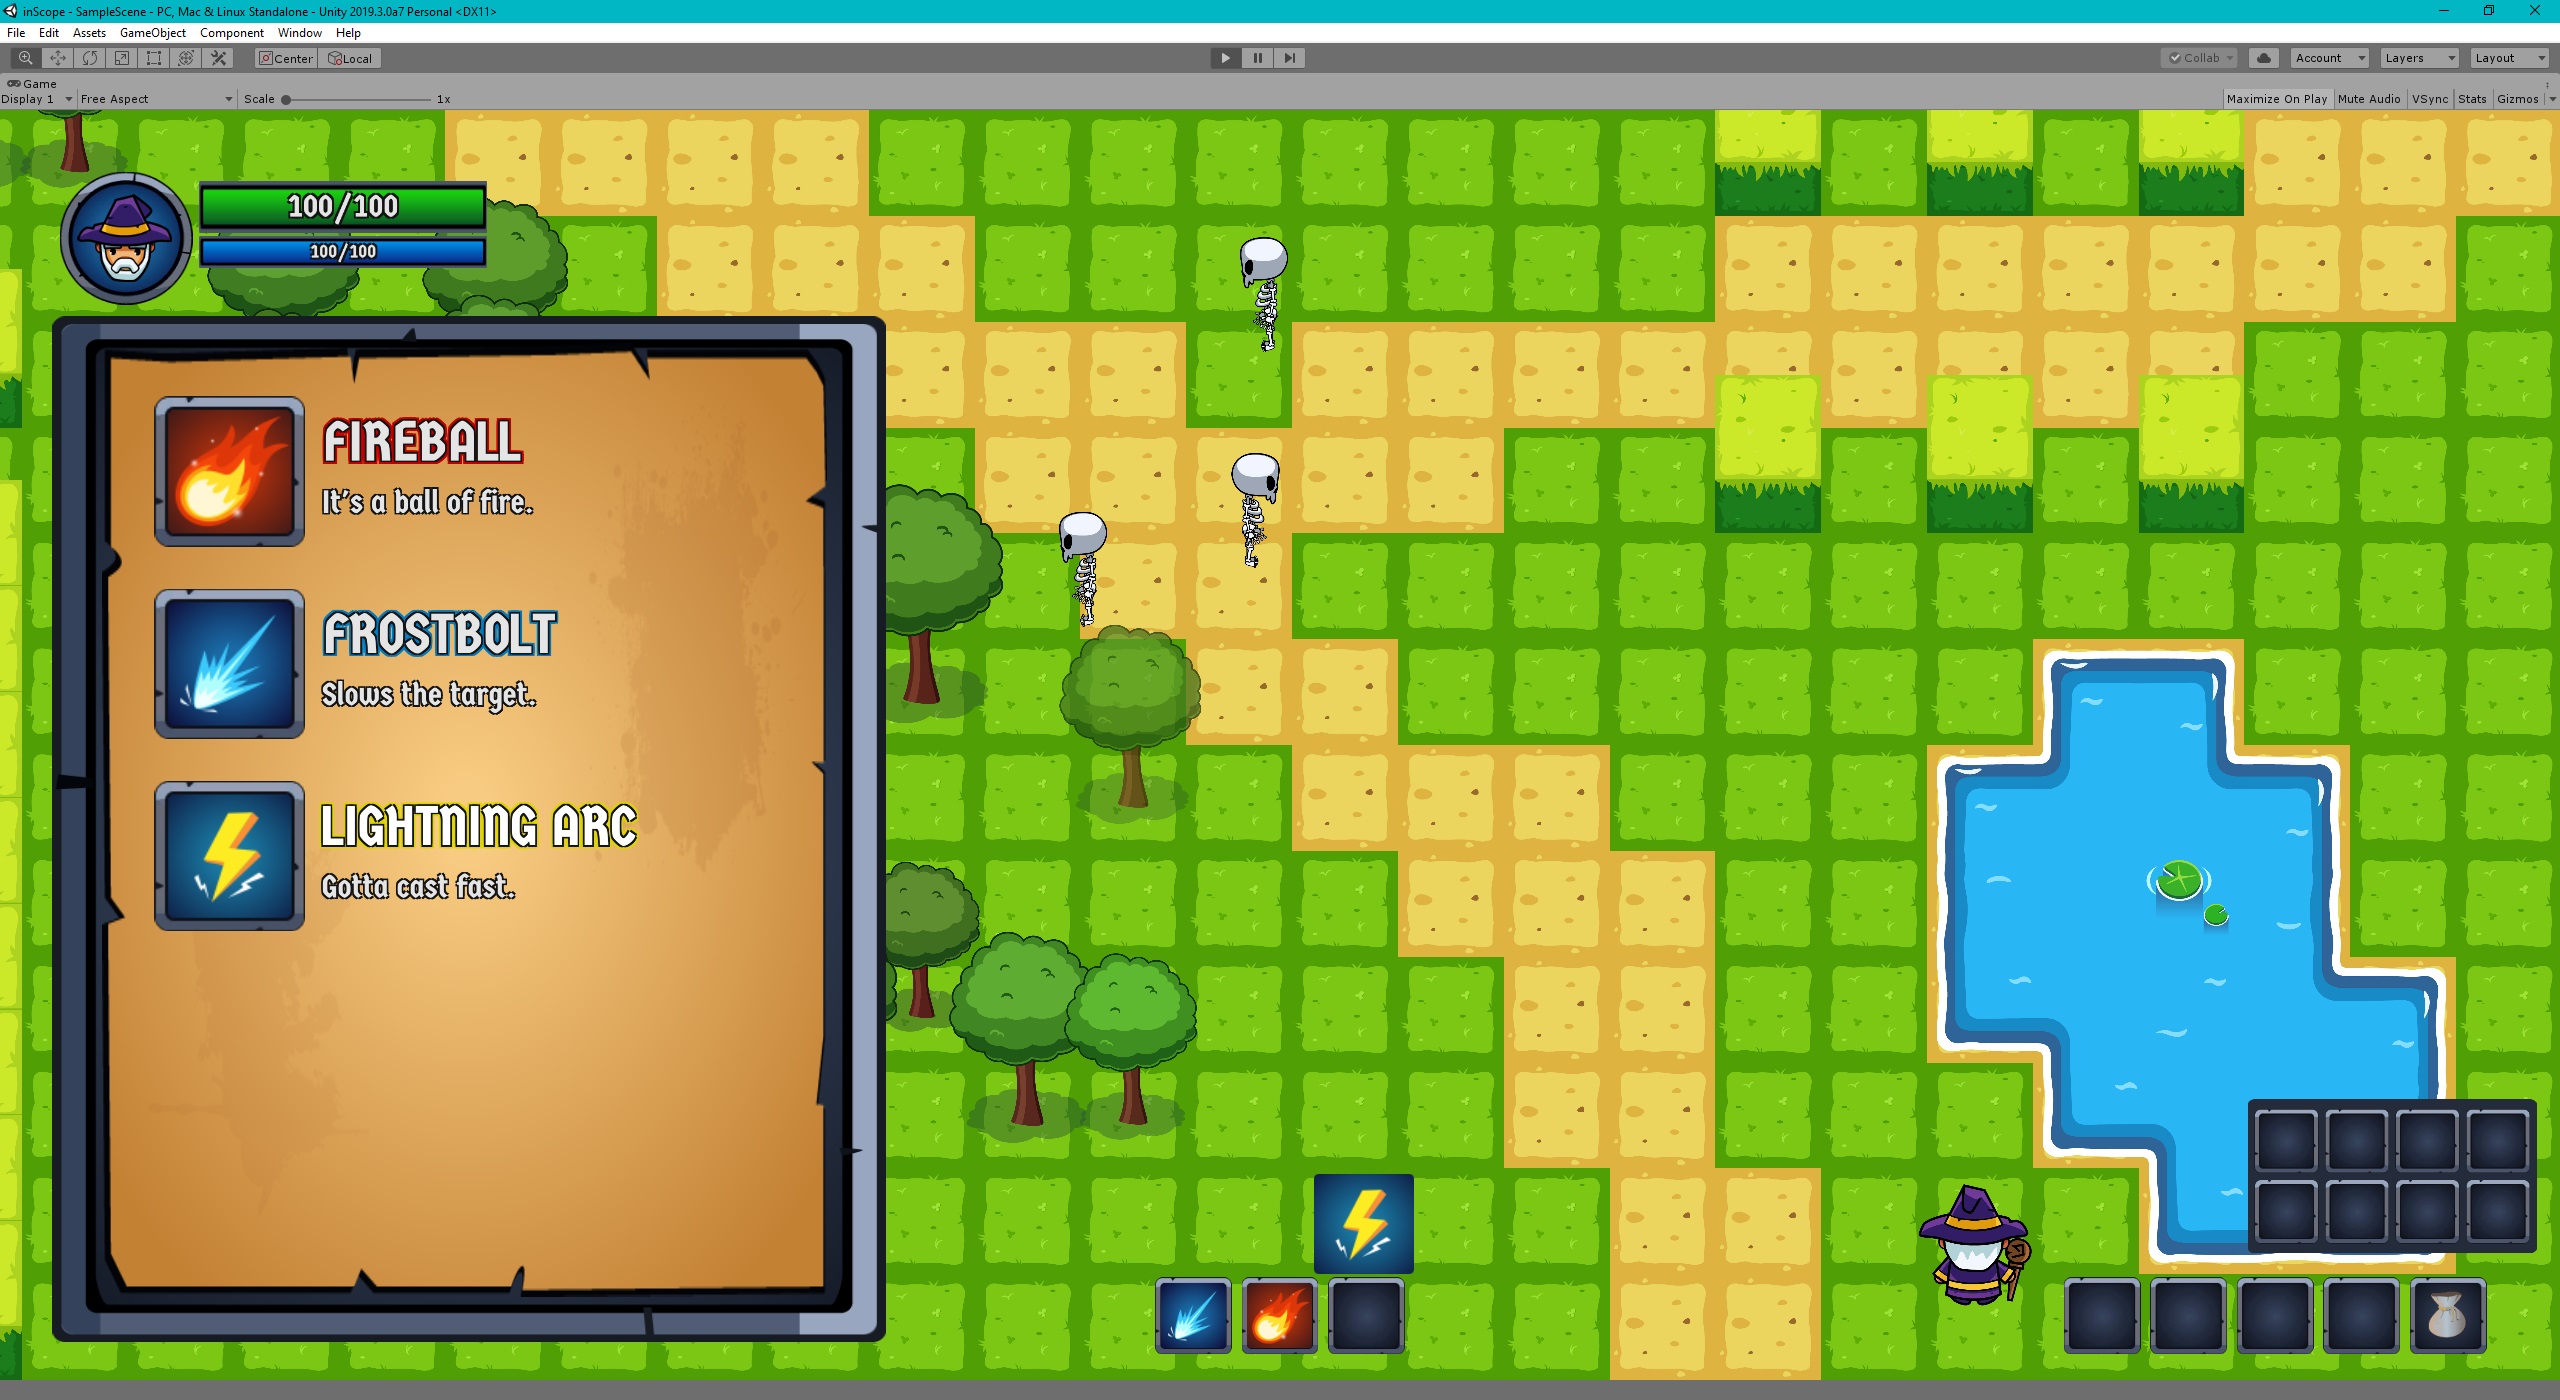 inScope - SampleScene - PC, Mac & Linux Standalone - Unity 2019.3.0a7 Personal <DX11>
File Edit Assets GameObject Component Window Help
Center Local Collab Account Layers Layout
Game
Display 1 Free Aspect Scale 1x Maximize On Play Mute Audio VSync Stats Gizmos
100/100
100/100
FIREBALL
It's a ball of fire.
FROSTBOLT
Slows the target.
LIGHTNING ARC
Gotta cast fast.